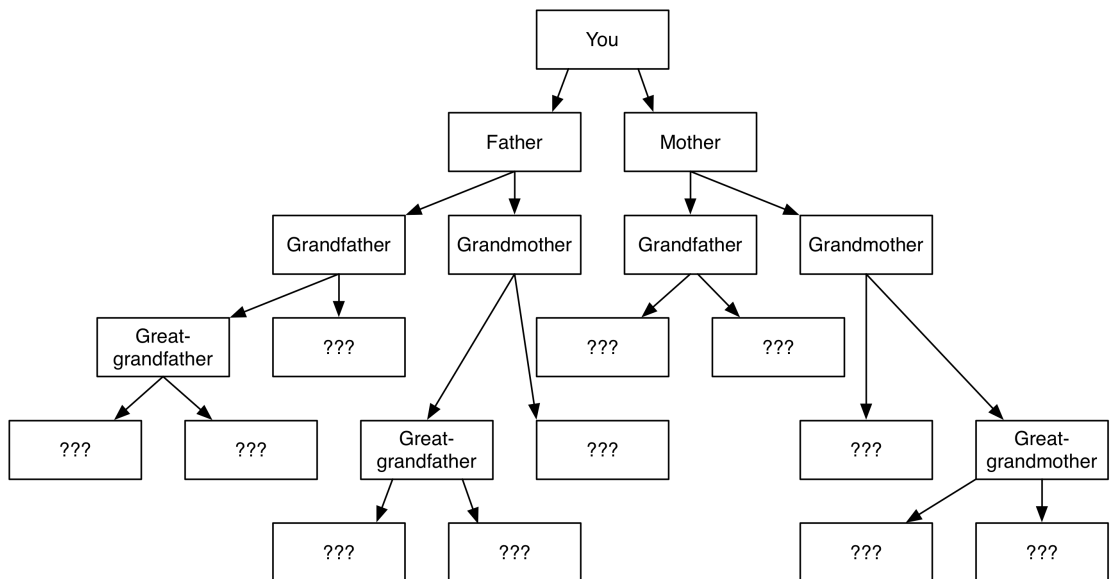 You
Father
Mother
Grandfather
Grandmother
Grandfather
Grandmother
Great-
grandfather
???
???
???
???
???
Great-
grandfather
???
???
Great-
grandmother
???
???
???
???